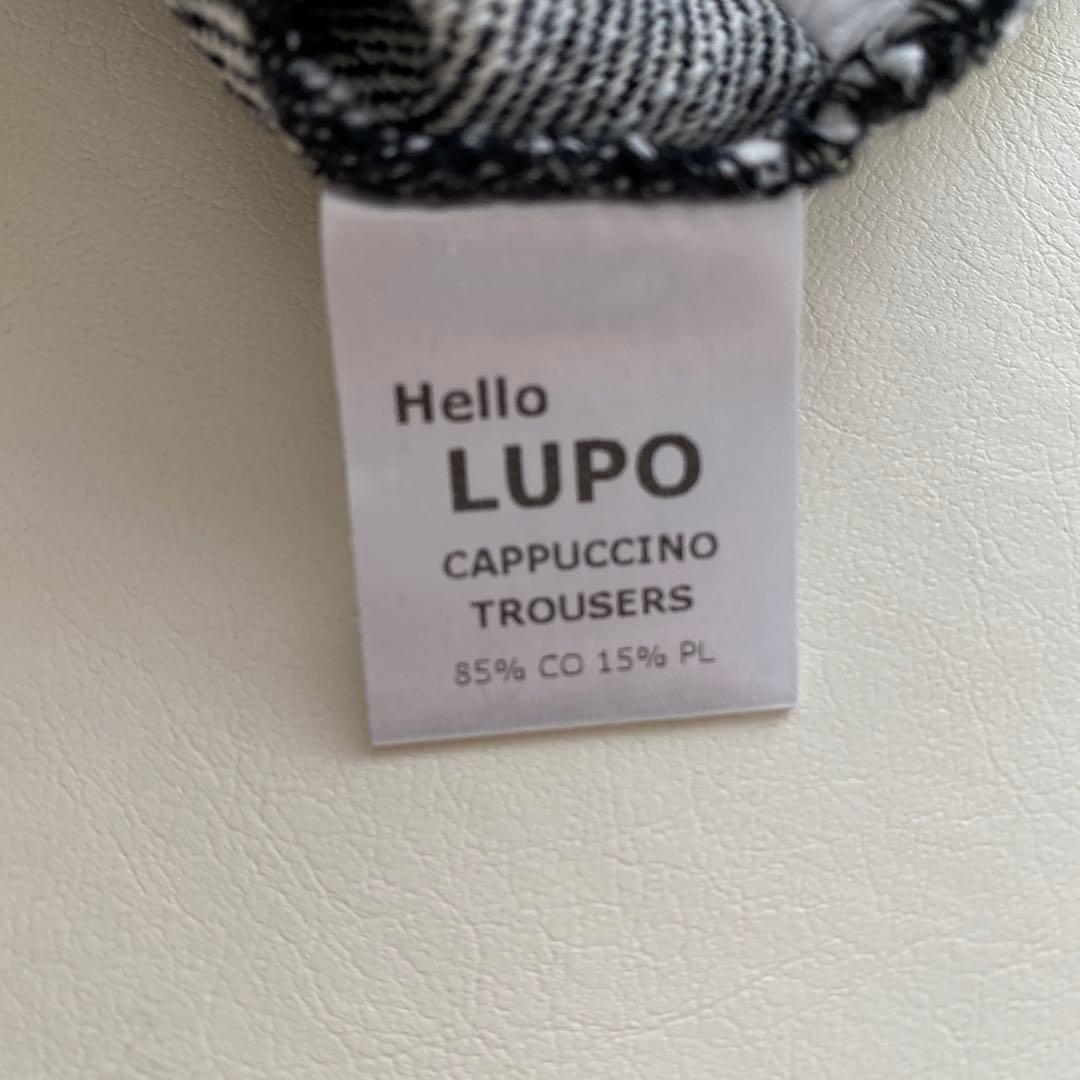 Hello
LUPO
CAPPUCCINO
TROUSERS
85% CO 15% PL